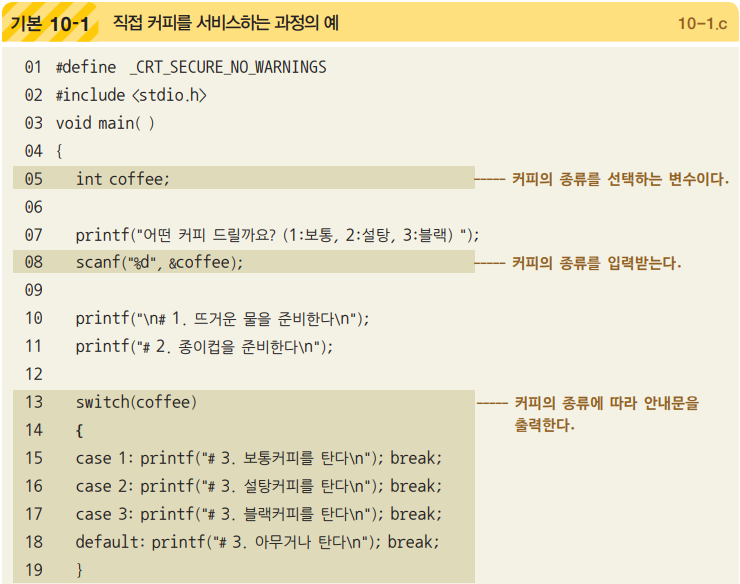 기본 10-1 직접 커피를 서비스하는 과정의 예 10-1.c
01 #define _CRT_SECURE_NO_WARNINGS
02 #include <stdio.h>
03 void main( )
04 {
05 int coffee; 커피의 종류를 선택하는 변수이다.
06
07 printf("어떤 커피 드릴까요? (1:보통, 2:설탕, 3:블랙) ");
08 scanf("%d", &coffee); 커피의 종류를 입력받는다.
09
10 printf("\n# 1. 뜨거운 물을 준비한다\n");
11 printf("# 2. 종이컵을 준비한다\n");
12
13 switch(coffee) 커피의 종류에 따라 안내문을
14 { 출력한다.
15 case 1: printf("# 3. 보통커피를 탄다\n"); break;
16 case 2: printf("# 3. 설탕커피를 탄다\n"); break;
17 case 3: printf("# 3. 블랙커피를 탄다\n"); break;
18 default: printf("# 3. 아무거나 탄다\n"); break;
19 }